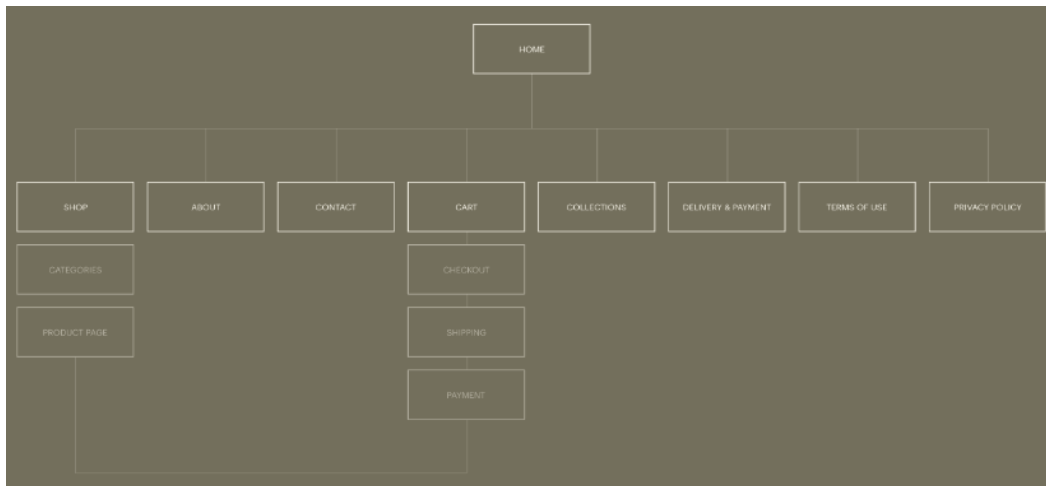 HOME
SHOP
ABOUT
CONTACT
CART
COLLECTIONS
DELIVERY & PAYMENT
TERMS OF USE
PRIVACY POLICY
CATEGORIES
CHECKOUT
PRODUCT PAGE
SHIPPING
PAYMENT